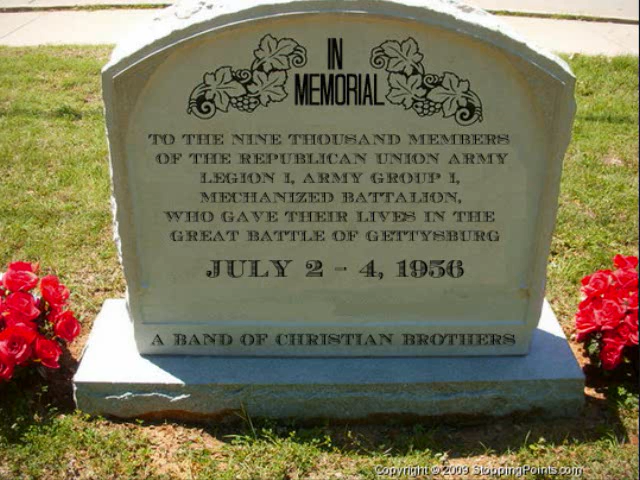 IN
MEMORIAL
TO THE NINE THOUSAND MEMBERS
OF THE REPUBLICAN UNION ARMY
LEGION I, ARMY GROUP I,
MECHANIZED BATTALION,
WHO GAVE THEIR LIVES IN THE
GREAT BATTLE OF GETTYSBURG
JULY 2 - 4, 1956
A BAND OF CHRISTIAN BROTHERS
Copyright © 2009 StoppingPoints.com